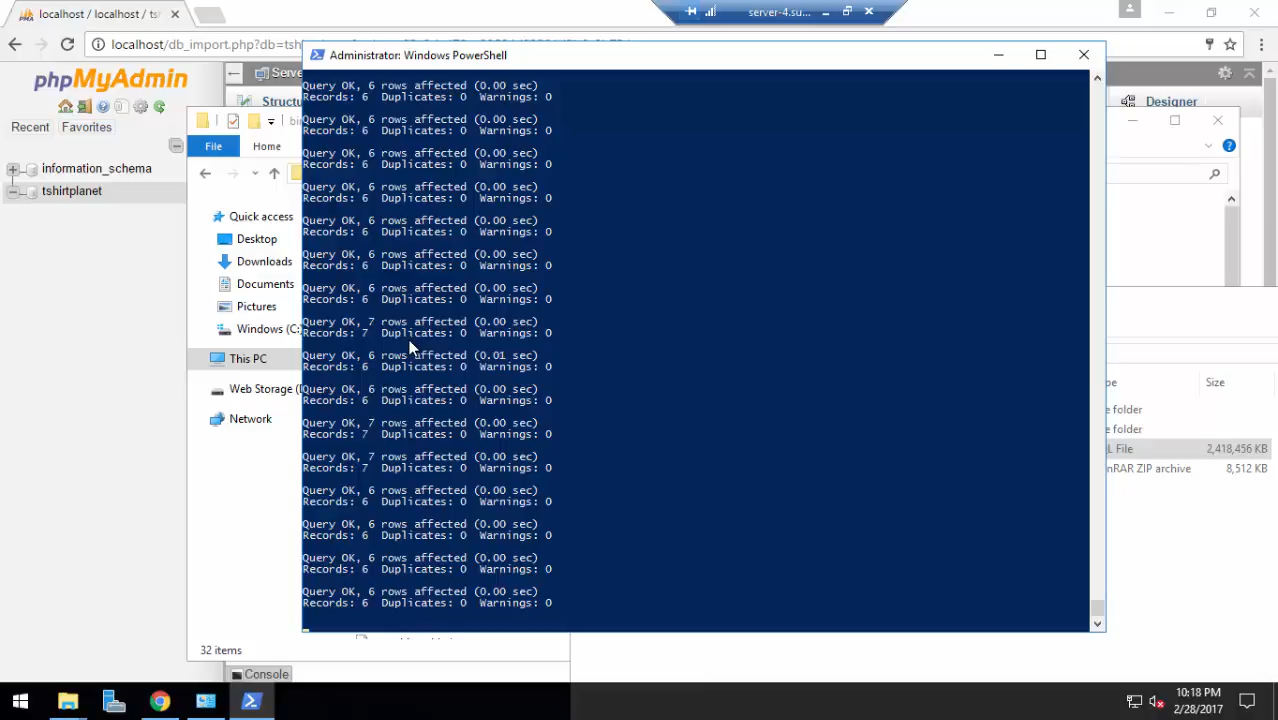 localhost / localhost / tsh
server-4.su...
localhost/db_import.php?db=tsh
Administrator: Windows PowerShell
phpMyAdmin
Serve
Structu
Designer
Recent
Favorites
information_schema
tshirtplanet
File
Home
Quick access
Desktop
Downloads
Documents
Pictures
Windows (C:
This PC
Web Storage (
Network
Query OK, 6 rows affected (0.00 sec)
Records: 6 Duplicates: 0 Warnings: 0
Query OK, 6 rows affected (0.00 sec)
Records: 6 Duplicates: 0 Warnings: 0
Query OK, 6 rows affected (0.00 sec)
Records: 6 Duplicates: 0 Warnings: 0
Query OK, 6 rows affected (0.00 sec)
Records: 6 Duplicates: 0 Warnings: 0
Query OK, 6 rows affected (0.00 sec)
Records: 6 Duplicates: 0 Warnings: 0
Query OK, 6 rows affected (0.00 sec)
Records: 6 Duplicates: 0 Warnings: 0
Query OK, 6 rows affected (0.00 sec)
Records: 6 Duplicates: 0 Warnings: 0
Query OK, 7 rows affected (0.00 sec)
Records: 7 Duplicates: 0 Warnings: 0
Query OK, 6 rows affected (0.01 sec)
Records: 6 Duplicates: 0 Warnings: 0
Query OK, 6 rows affected (0.00 sec)
Records: 6 Duplicates: 0 Warnings: 0
Query OK, 7 rows affected (0.00 sec)
Records: 7 Duplicates: 0 Warnings: 0
Query OK, 7 rows affected (0.00 sec)
Records: 7 Duplicates: 0 Warnings: 0
Query OK, 6 rows affected (0.00 sec)
Records: 6 Duplicates: 0 Warnings: 0
Query OK, 6 rows affected (0.00 sec)
Records: 6 Duplicates: 0 Warnings: 0
Query OK, 6 rows affected (0.00 sec)
Records: 6 Duplicates: 0 Warnings: 0
Query OK, 6 rows affected (0.00 sec)
Records: 6 Duplicates: 0 Warnings: 0
pe
Size
e folder
e folder
L File
2,418,456 KB
nRAR ZIP archive
8,512 KB
32 items
Console
10:18 PM
2/28/2017